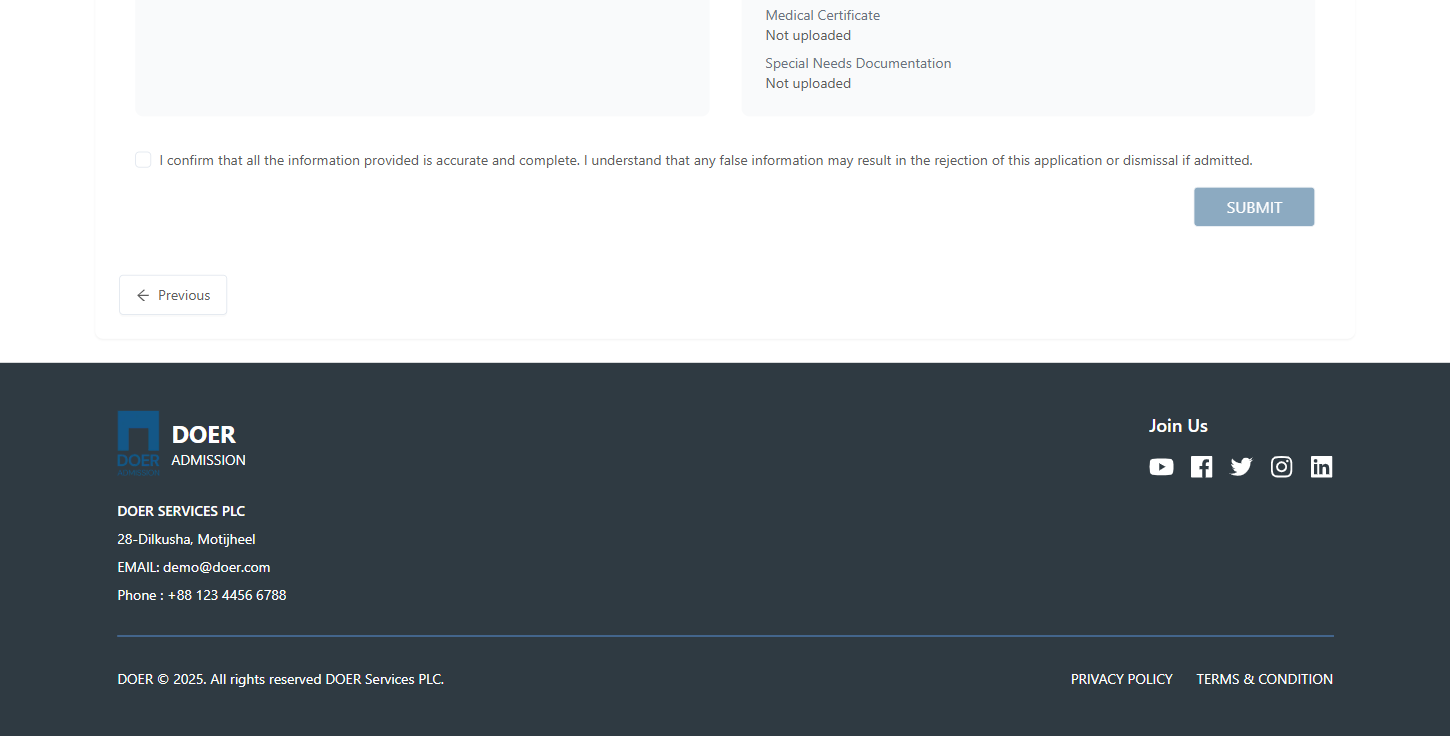 Medical Certificate
Not uploaded
Special Needs Documentation
Not uploaded
I confirm that all the information provided is accurate and complete. I understand that any false information may result in the rejection of this application or dismissal if admitted.
SUBMIT
Previous
DOER
ADMISSION
DOER
ADMISSION
Join Us
DOER SERVICES PLC
28-Dilkusha, Motijheel
EMAIL: demo@doer.com
Phone : +88 123 4456 6788
DOER © 2025. All rights reserved DOER Services PLC.
PRIVACY POLICY
TERMS & CONDITION